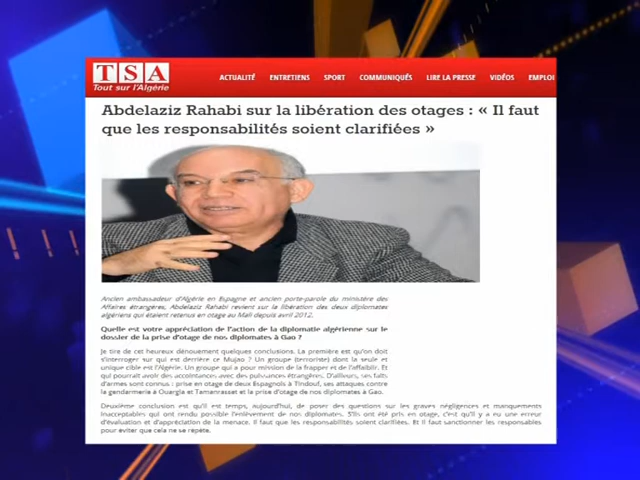 TSA
Tout sur l'Algérie
ACTUALITÉ ENTRETIENS SPORT COMMUNIQUÉS LIRE LA PRESSE VIDÉOS EMPLOI
Abdelaziz Rahabi sur la libération des otages : « Il faut
que les responsabilités soient clarifiées »
Ancien ambassadeur d'Algérie en Espagne et ancien porte-parole du ministère des
Affaires étrangères, Abdelaziz Rahabi revient sur la libération des deux diplomates
algériens qui étaient retenus en otage au Mali depuis avril 2012.
Quelle est votre appréciation de l'action de la diplomatie algérienne sur le
dossier de la prise d'otage de nos diplomates à Gao ?
Je tire de cet heureux dénouement quelques conclusions. La première est qu'on doit
s'interroger sur qui est derrière ce Mujao ? Un groupe (terroriste) dont la seule et
unique cible est l'Algérie. Un groupe qui a pour mission de la frapper et de l'affaiblir. Et
qui pourrait avoir des accointances avec des puissances étrangères. D'ailleurs, ses faits
d'armes sont connus : prise en otage de deux Espagnols à Tindouf, ses attaques contre
la gendarmerie à Ouargla et Tamanrasset et la prise d'otage de nos diplomates à Gao.
Deuxième conclusion est qu'il est temps, aujourd'hui, de poser des questions sur les graves négligences et manquements
inacceptables qui ont rendu possible l'enlèvement de nos diplomates. S'ils ont été pris en otage, c'est qu'il y a eu une erreur
d'évaluation et d'appréciation de la menace. Il faut que les responsabilités soient clarifiées. Et il faut sanctionner les responsables
pour éviter que cela ne se répète.